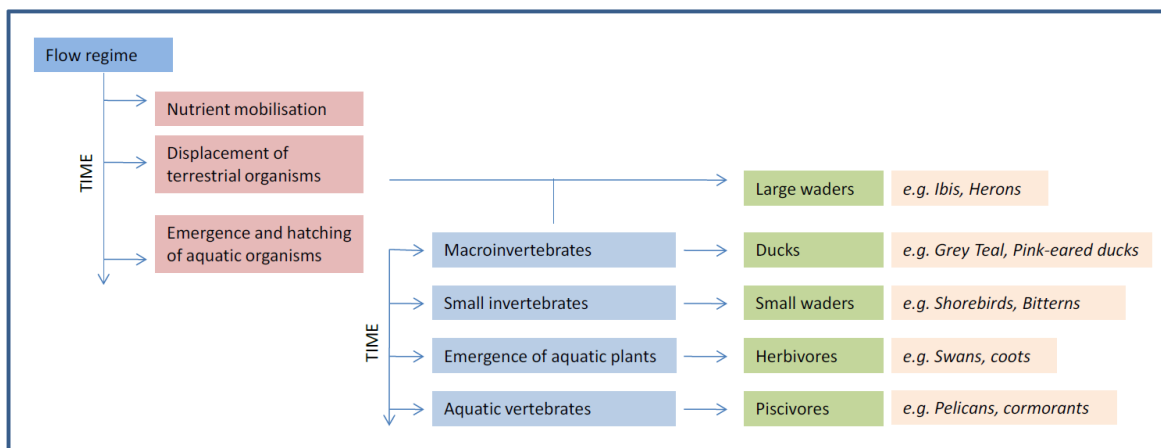 Flow regime
Nutrient mobilisation
Displacement of
terrestrial organisms
TIME
Large waders
e.g. Ibis, Herons
Emergence and hatching
of aquatic organisms
Macroinvertebrates
Ducks
e.g. Grey Teal, Pink-eared ducks
Small invertebrates
Small waders
e.g. Shorebirds, Bitterns
TIME
Emergence of aquatic plants
Herbivores
e.g. Swans, coots
Aquatic vertebrates
Piscivores
e.g. Pelicans, cormorants